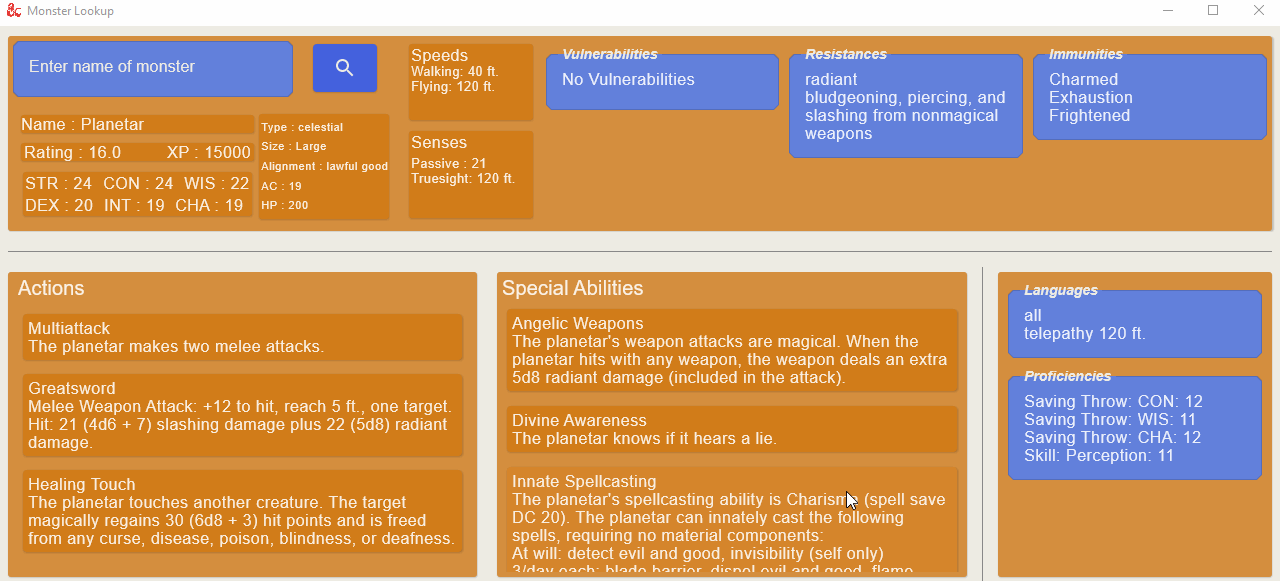 Monster Lookup
Enter name of monster
Name : Planetar
Rating : 16.0 XP : 15000
STR : 24 CON : 24 WIS : 22
DEX : 20 INT : 19 CHA : 19
Type : celestial
Size : Large
Alignment : lawful good
AC : 19
HP : 200
Speeds
Walking: 40 ft.
Flying: 120 ft.
Senses
Passive : 21
Truesight: 120 ft.
Vulnerabilities
No Vulnerabilities
Resistances
radiant
bludgeoning, piercing, and
slashing from nonmagical
weapons
Immunities
Charmed
Exhaustion
Frightened
Actions
Multiattack
The planetar makes two melee attacks.
Greatsword
Melee Weapon Attack: +12 to hit, reach 5 ft., one target.
Hit: 21 (4d6 + 7) slashing damage plus 22 (5d8) radiant
damage.
Healing Touch
The planetar touches another creature. The target
magically regains 30 (6d8 + 3) hit points and is freed
from any curse, disease, poison, blindness, or deafness.
Special Abilities
Angelic Weapons
The planetar's weapon attacks are magical. When the
planetar hits with any weapon, the weapon deals an extra
5d8 radiant damage (included in the attack).
Divine Awareness
The planetar knows if it hears a lie.
Innate Spellcasting
The planetar's spellcasting ability is Charisma (spell save
DC 20). The planetar can innately cast the following
spells, requiring no material components:
At will: detect evil and good, invisibility (self only)
3/day each: blade barrier, dispel evil and good, flame
Languages
all
telepathy 120 ft.
Proficiencies
Saving Throw: CON: 12
Saving Throw: WIS: 11
Saving Throw: CHA: 12
Skill: Perception: 11